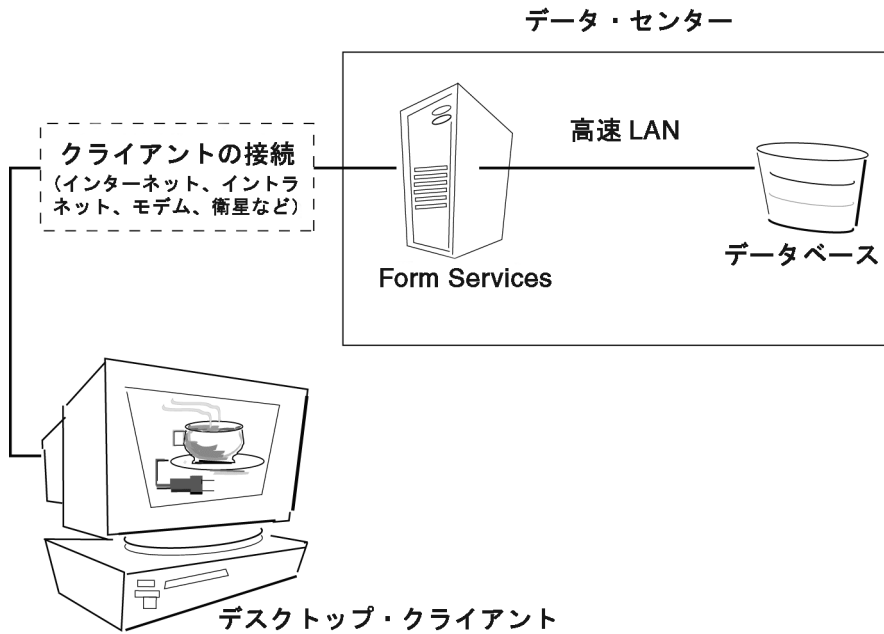 データ・センター
クライアントの接続
（インターネット、イントラ
ネット、モデム、衛星など）
高速 LAN
Form Services
データベース
デスクトップ・クライアント